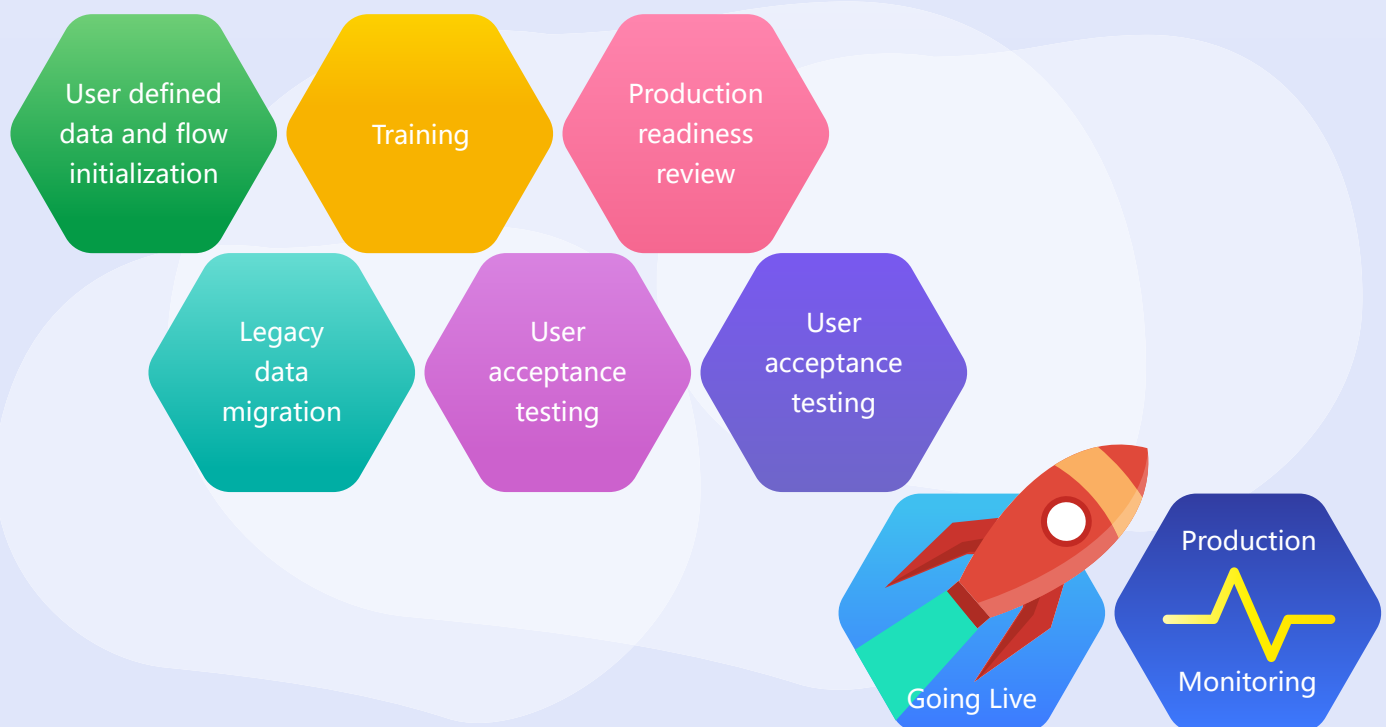 User defined
data and flow
initialization
Training
Production
readiness
review
Legacy
data
migration
User
acceptance
testing
User
acceptance
testing
Going Live
Production
Monitoring